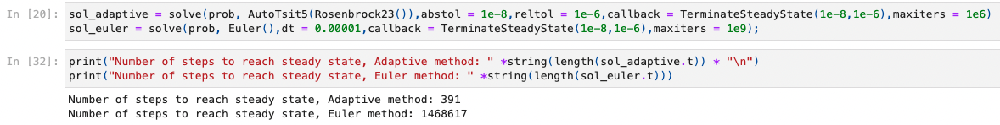 In [20]: sol_adaptive = solve(prob, AutoTsit5(Rosenbrock23()),abstol = 1e-8,reltol = 1e-6,callback = TerminateSteadyState(1e-8,1e-6),maxiters = 1e6)
sol_euler = solve(prob, Euler(),dt = 0.00001,callback = TerminateSteadyState(1e-8,1e-6),maxiters = 1e9);
In [32]: print("Number of steps to reach steady state, Adaptive method: " *string(length(sol_adaptive.t)) * "\n")
print("Number of steps to reach steady state, Euler method: " *string(length(sol_euler.t)))
Number of steps to reach steady state, Adaptive method: 391
Number of steps to reach steady state, Euler method: 1468617